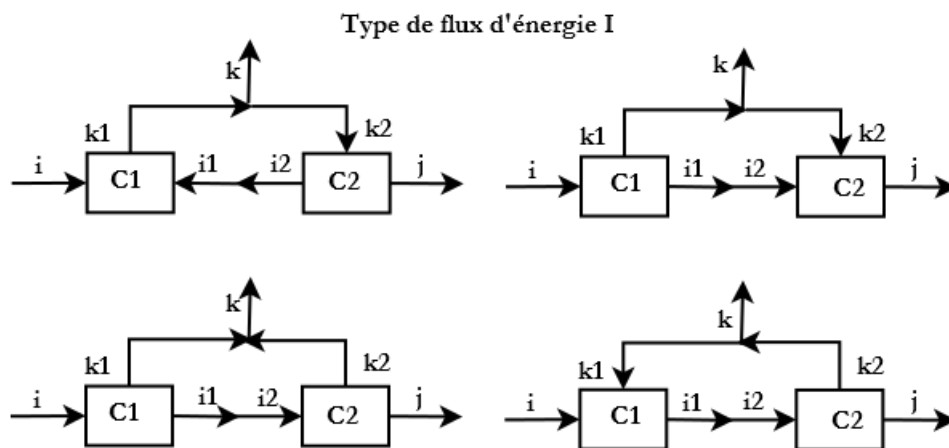 Type de flux d'énergie I
k k
k1 k2 k1 k2
i C1 i1 i2 C2 j i C1 i1 i2 C2 j
k k
k1 k2 k1 k2
i C1 i1 i2 C2 j i C1 i1 i2 C2 j